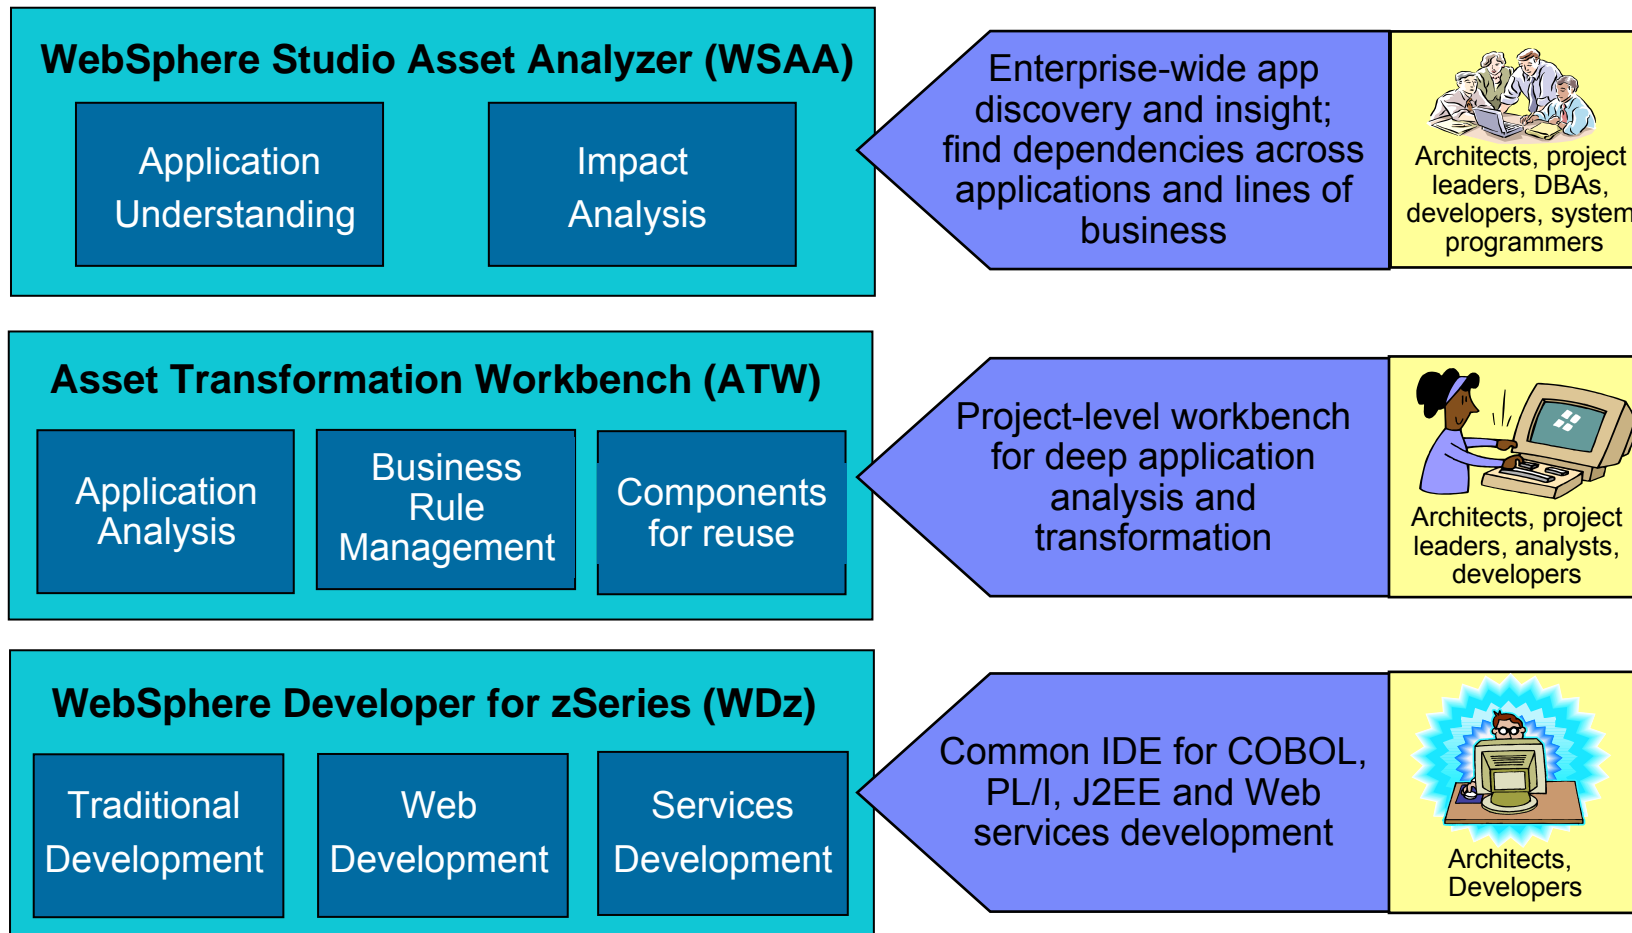 WebSphere Studio Asset Analyzer (WSAA)
Application
Understanding
Impact
Analysis
Enterprise-wide app
discovery and insight;
find dependencies across
applications and lines of
business
Architects, project
leaders, DBAs,
developers, system
programmers
Asset Transformation Workbench (ATW)
Application
Analysis
Business
Rule
Management
Components
for reuse
Project-level workbench
for deep application
analysis and
transformation
Architects, project
leaders, analysts,
developers
WebSphere Developer for zSeries (WDz)
Traditional
Development
Web
Development
Services
Development
Common IDE for COBOL,
PL/I, J2EE and Web
services development
Architects,
Developers